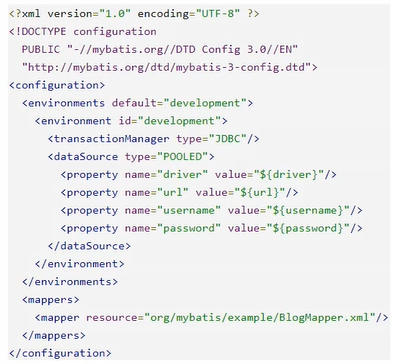 <?xml version="1.0" encoding="UTF-8" ?>
<!DOCTYPE configuration
  PUBLIC "-//mybatis.org//DTD Config 3.0//EN"
  "http://mybatis.org/dtd/mybatis-3-config.dtd">
<configuration>
  <environments default="development">
    <environment id="development">
      <transactionManager type="JDBC"/>
      <dataSource type="POOLED">
        <property name="driver" value="${driver}"/>
        <property name="url" value="${url}"/>
        <property name="username" value="${username}"/>
        <property name="password" value="${password}"/>
      </dataSource>
    </environment>
  </environments>
  <mappers>
    <mapper resource="org/mybatis/example/BlogMapper.xml"/>
  </mappers>
</configuration>